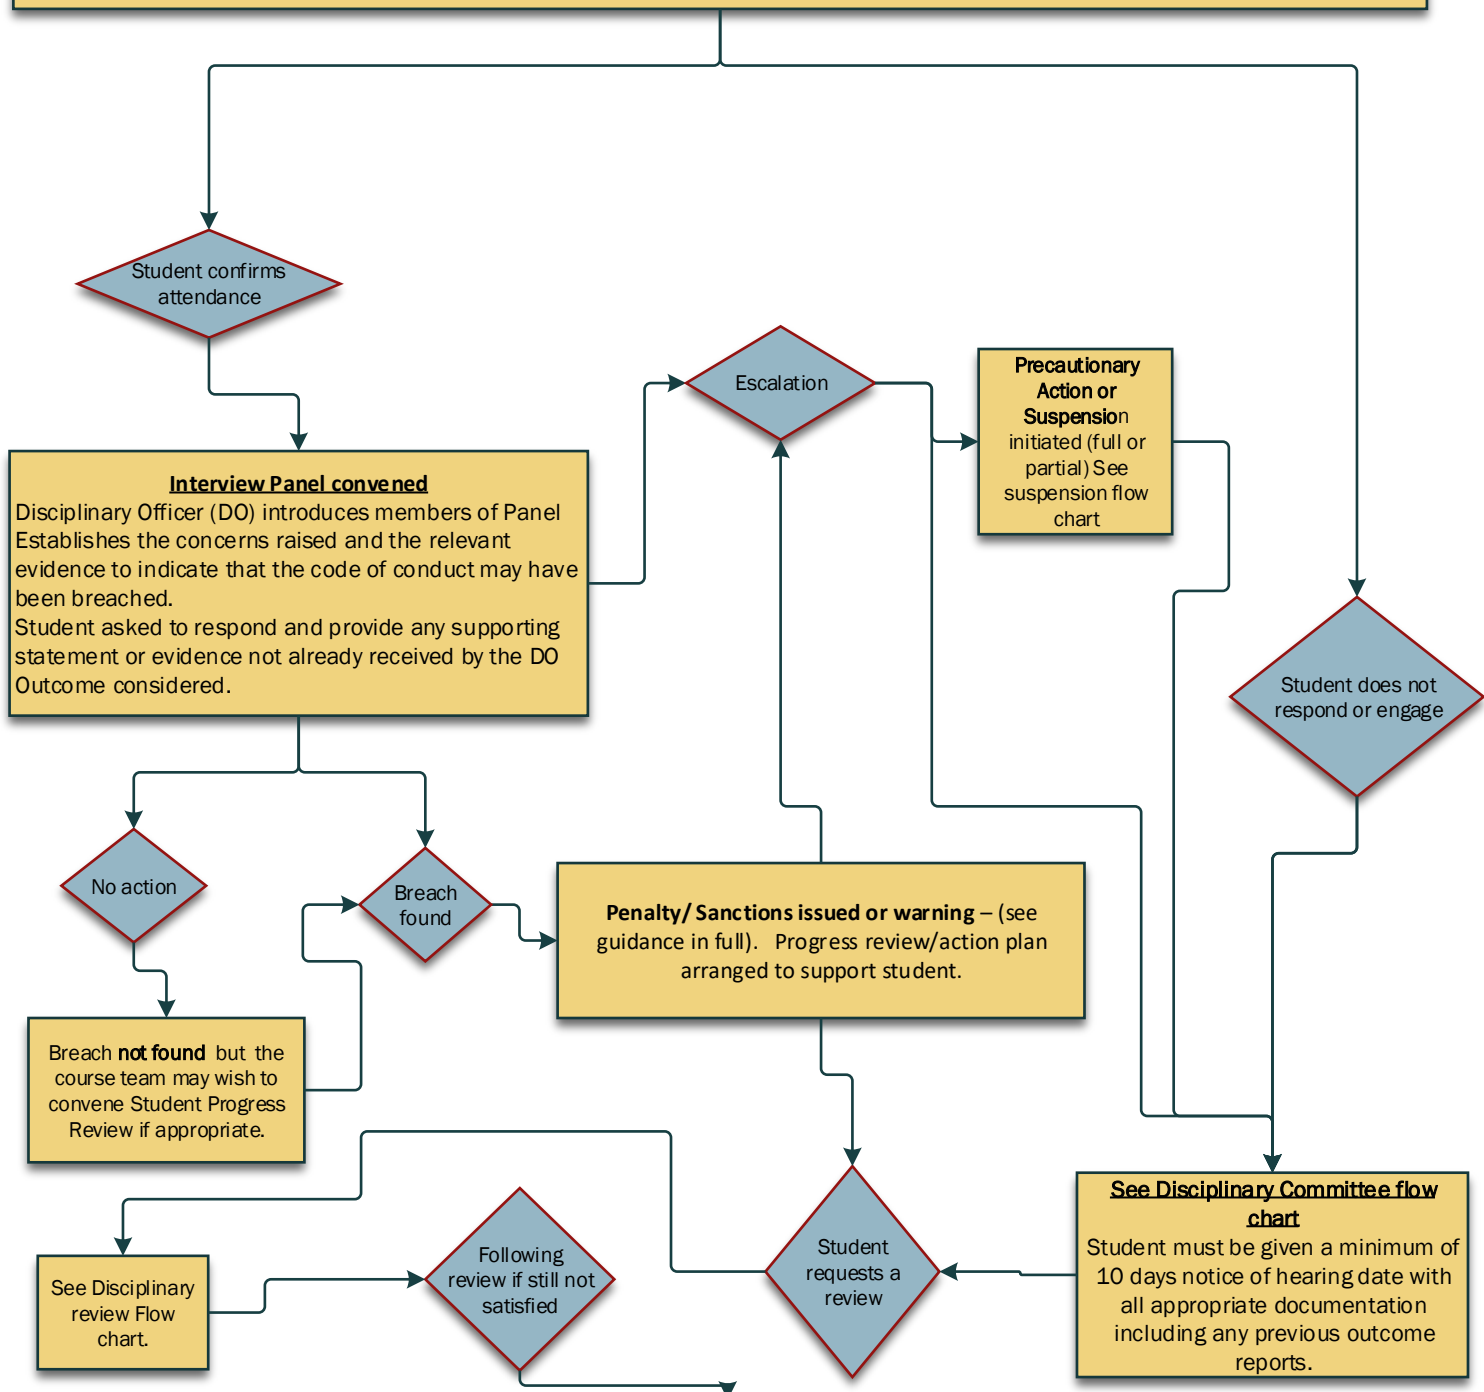 Student confirms
attendance
Escalation
Precautionary
Action or
Suspension
initiated (full or
partial) See
suspension flow
chart
Interview Panel convened
Disciplinary Officer (DO) introduces members of Panel
Establishes the concerns raised and the relevant
evidence to indicate that the code of conduct may have
been breached.
Student asked to respond and provide any supporting
statement or evidence not already received by the DO
Outcome considered.
Student does not
respond or engage
No action
Breach
found
Penalty/ Sanctions issued or warning – (see
guidance in full). Progress review/action plan
arranged to support student.
Breach not found but the
course team may wish to
convene Student Progress
Review if appropriate.
See Disciplinary
review Flow
chart.
Following
review if still not
satisfied
Student
requests a
review
See Disciplinary Committee flow
chart
Student must be given a minimum of
10 days notice of hearing date with
all appropriate documentation
including any previous outcome
reports.